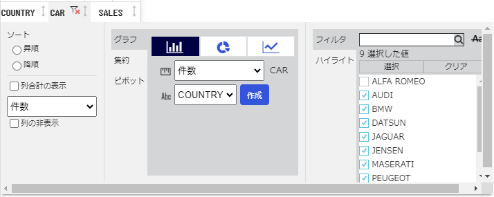 COUNTRY CAR SALES
ソート
昇順
降順
列合計の表示
件数
列の非表示
グラフ
集約
ピボット
件数 CAR
Abc COUNTRY 作成
フィルタ
ハイライト
Aa
9 選択した値
選択 クリア
ALFA ROMEO
AUDI
BMW
DATSUN
JAGUAR
JENSEN
MASERATI
PEUGEOT